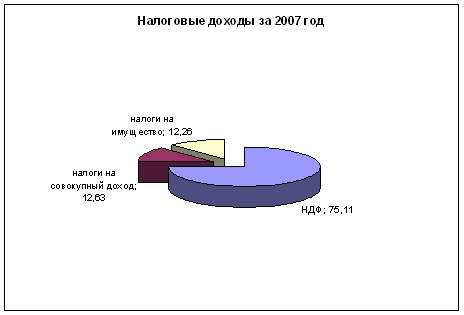 Налоговые доходы за 2007 год
налоги на
имущество; 12,26
налоги на
совокупный доход;
12,63
НДФ; 75,11